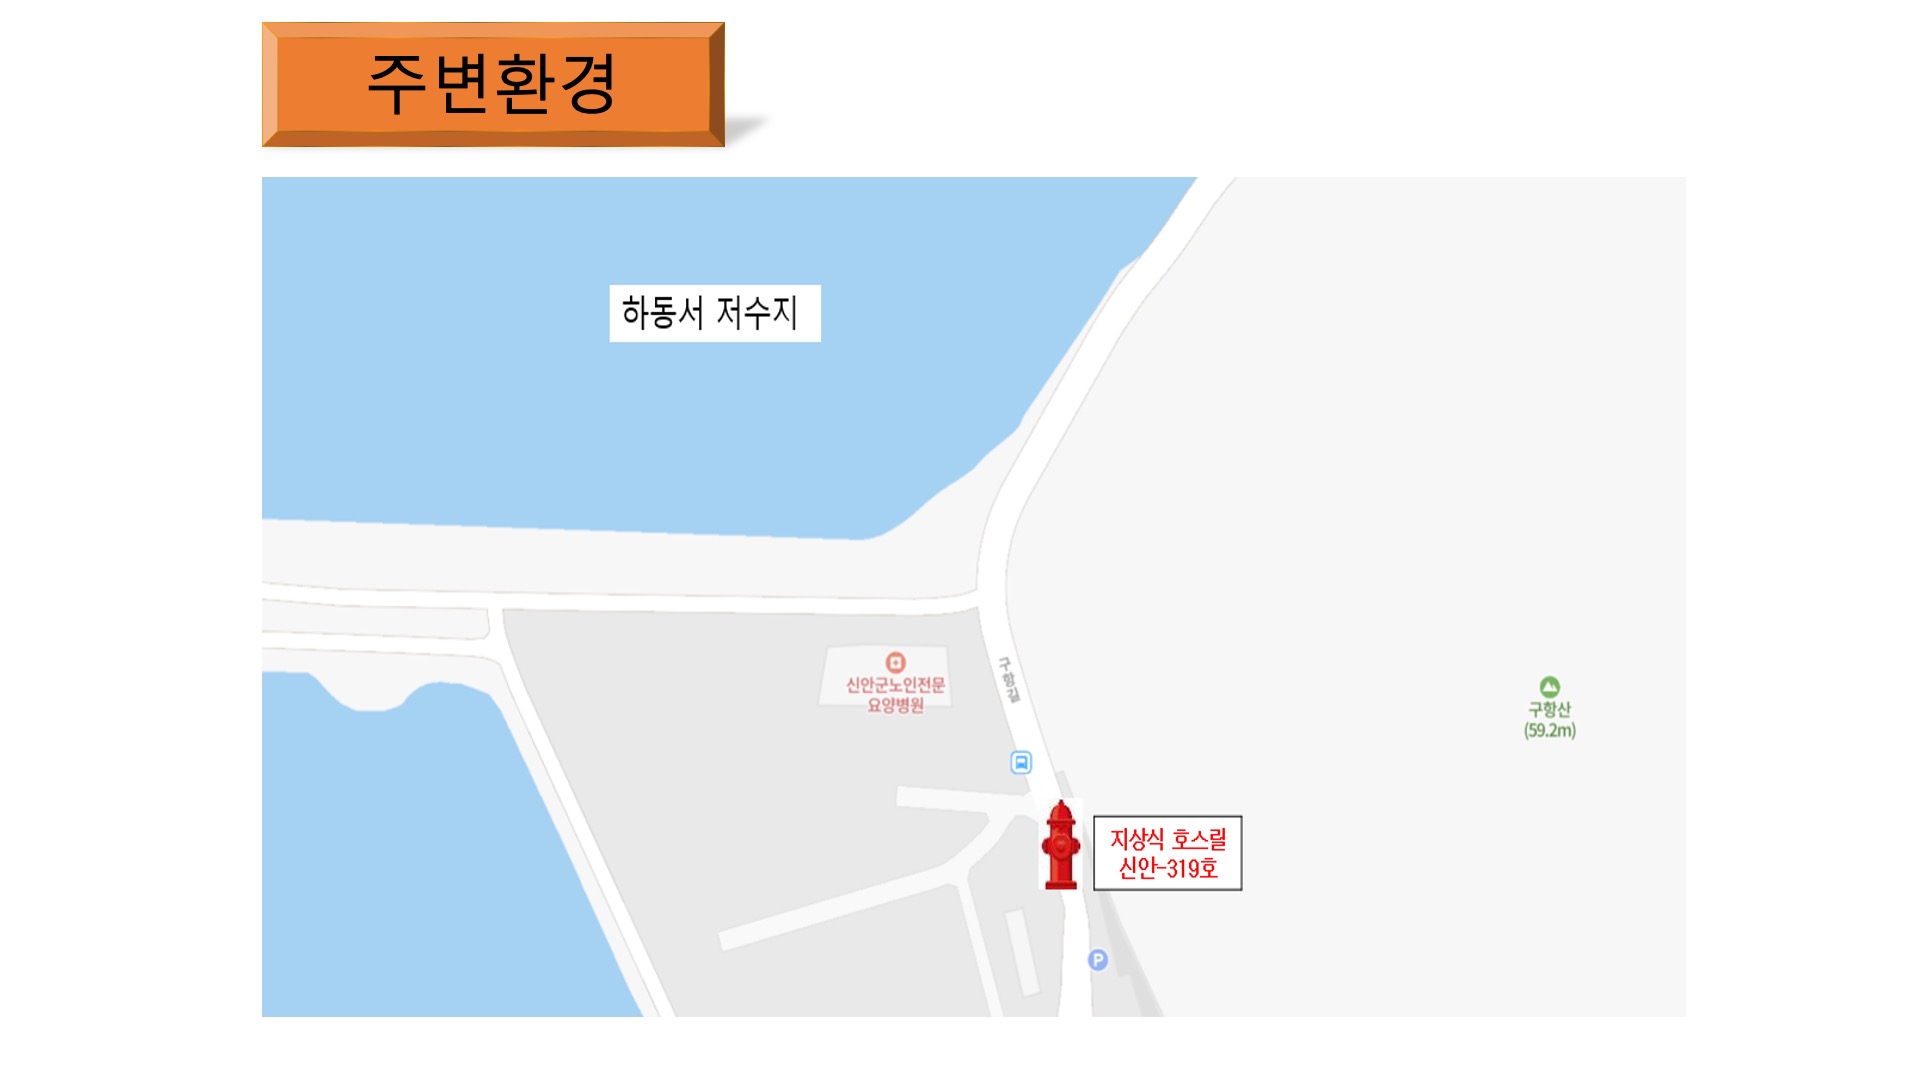 주변환경
하동서 저수지
신안군노인전문
요양병원
구항길
구항산
(59.2m)
지상식 호스릴
신안-319호
P